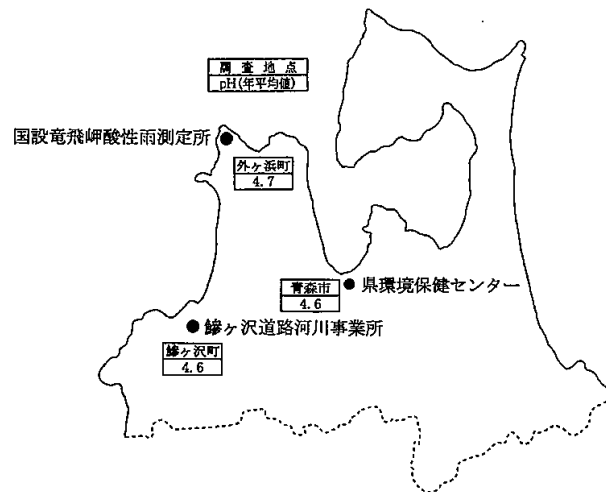 調査地点
pH(年平均値)
国設竜飛岬酸性雨測定所
外ヶ浜町
4.7
青森市
4.6
県環境保健センター
鰺ヶ沢道路河川事業所
鰺ヶ沢町
4.6